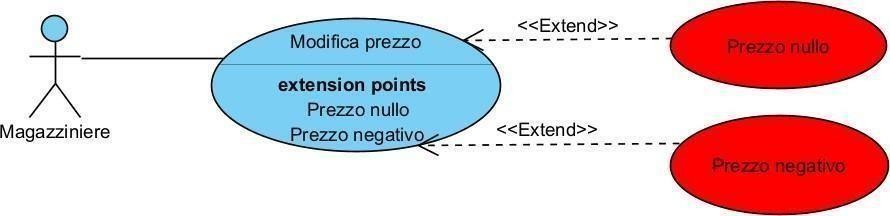 Modifica prezzo
<<Extend>>
Prezzo nullo
extension points
Prezzo nullo
Prezzo negativo
<<Extend>>
Prezzo negativo
Magazziniere